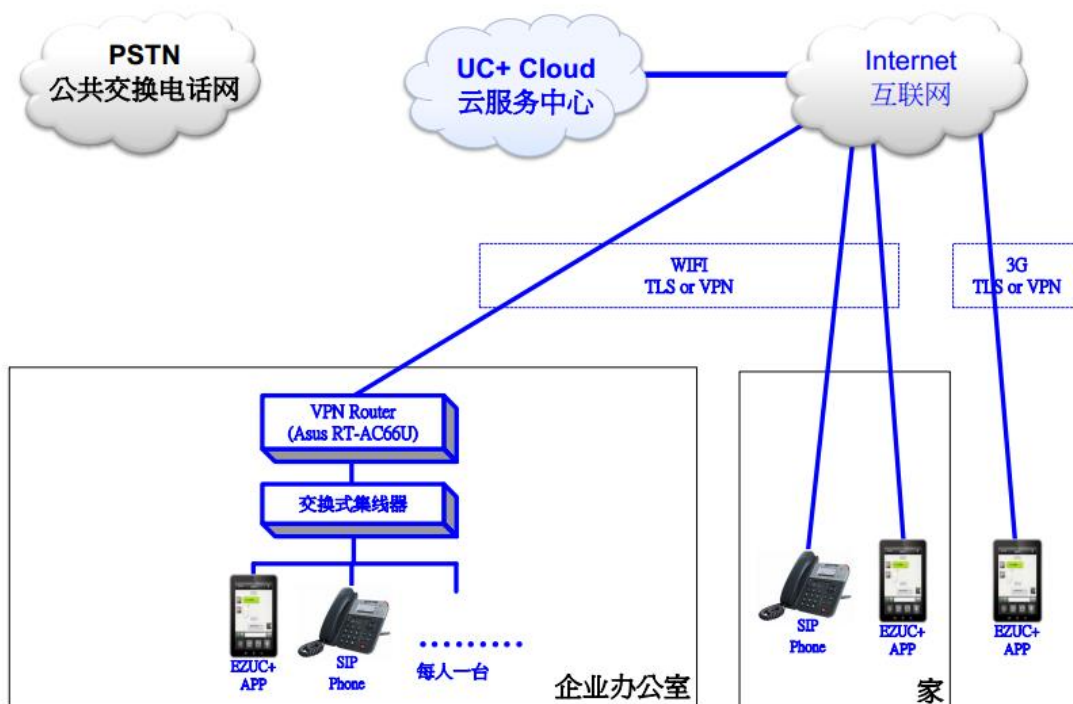 PSTN
公共交换电话网
UC+ Cloud
云服务中心
Internet
互联网
WIFI
TLS or VPN
3G
TLS or VPN
VPN Router
(Asus RT-AC66U)
交换式集线器
EZUC+
APP
SIP
Phone
每人一台
企业办公室
SIP
Phone
EZUC+
APP
家
EZUC+
APP